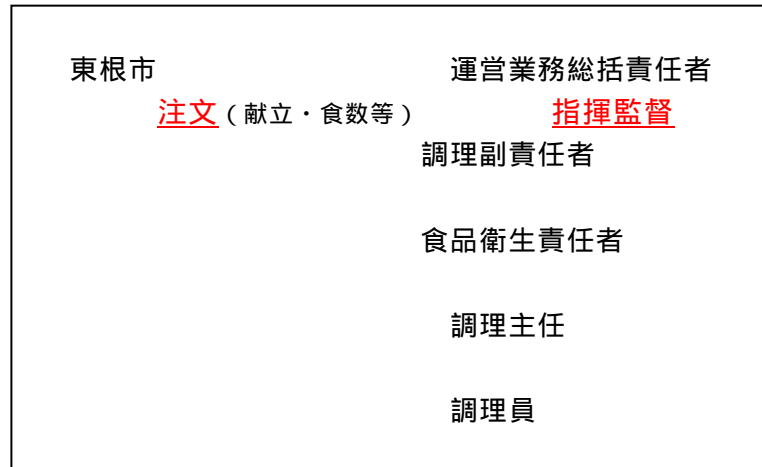 東根市 運営業務総括責任者
注文（献立・食数等） 指揮監督
調理副責任者
食品衛生責任者
調理主任
調理員